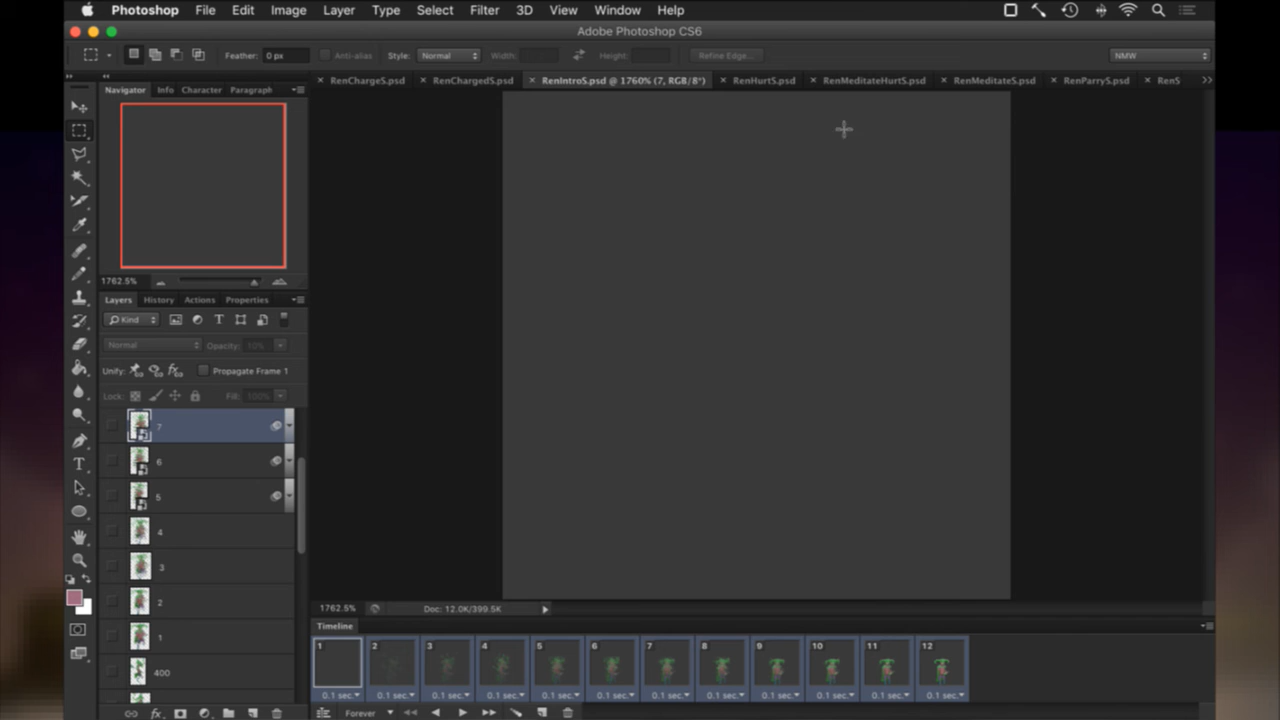 Photoshop File Edit Image Layer Type Select Filter 3D View Window Help
Adobe Photoshop CS6
Feather: 0 px Anti-alias Style: Normal Width: Height: Refine Edge... NMW
RenChargeS.psd RenChargedS.psd RenIntroS.psd @ 1760% (7, RGB/8*) RenHurtS.psd RenMeditateHurtS.psd RenMeditateS.psd RenParryS.psd RenS
Navigator Info Character Paragraph
1762.5%
Layers History Actions Properties
Kind
Normal Opacity: 10%
Unify: Propagate Frame 1
Lock: Fill: 100%
7
6
5
4
3
2
1
400
1762.5% Doc: 12.0K/399.5K
Timeline
1 2 3 4 5 6 7 8 9 10 11 12
0.1 sec. 0.1 sec. 0.1 sec. 0.1 sec. 0.1 sec. 0.1 sec. 0.1 sec. 0.1 sec. 0.1 sec. 0.1 sec. 0.1 sec. 0.1 sec.
Forever